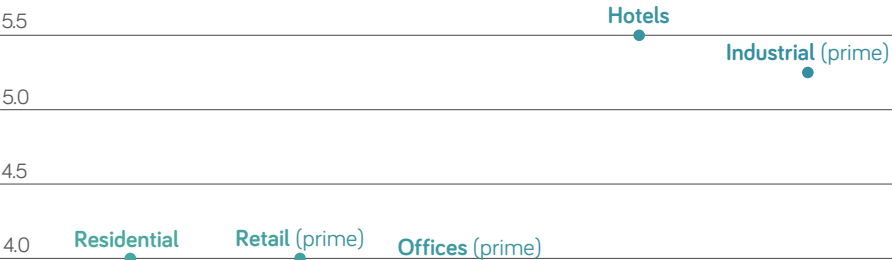 5.5
Hotels
Industrial (prime)
5.0
4.5
4.0
Residential
Retail (prime)
Offices (prime)